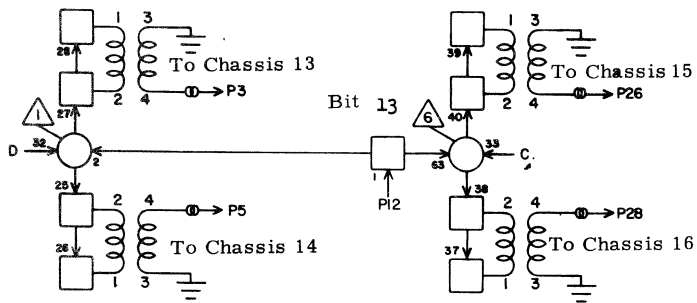 1 3 1 3
28 39
To Chassis 13 To Chassis 15
2 4 P3 2 4 P26
Bit 13
27 40
1 6
D 32 2 63 33 C.
1
25 P12 38
2 4 P5 2 4 P28
26 To Chassis 14 37 To Chassis 16
1 3 1 3